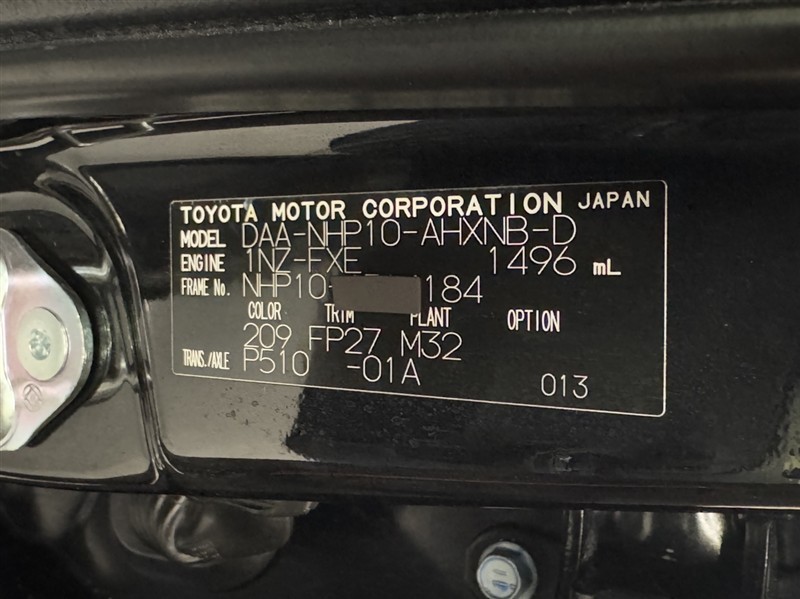 TOYOTA MOTOR CORPORATION JAPAN
MODEL DAA-NHP10-AHXNB-D
ENGINE 1NZ-FXE 1496 mL
FRAME No. NHP10- 184
COLOR TRIM PLANT OPTION
209 FP27 M32
TRANS./AXLE P510 -01A
013